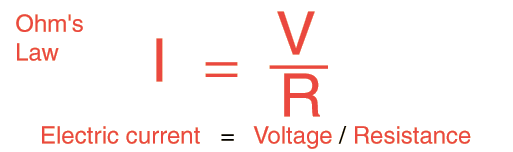 Ohm's
Law
I = V
R
Electric current = Voltage / Resistance